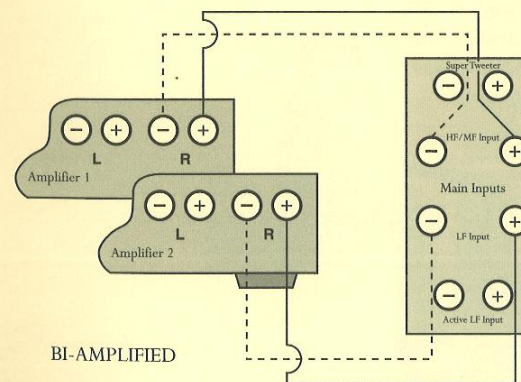 Super Tweeter
− +
− + − +
L R
Amplifier 1
HF/MF Input
− +
Main Inputs
− + − +
L R
Amplifier 2
− +
LF Input
− +
Active LF Input
BI-AMPLIFIED